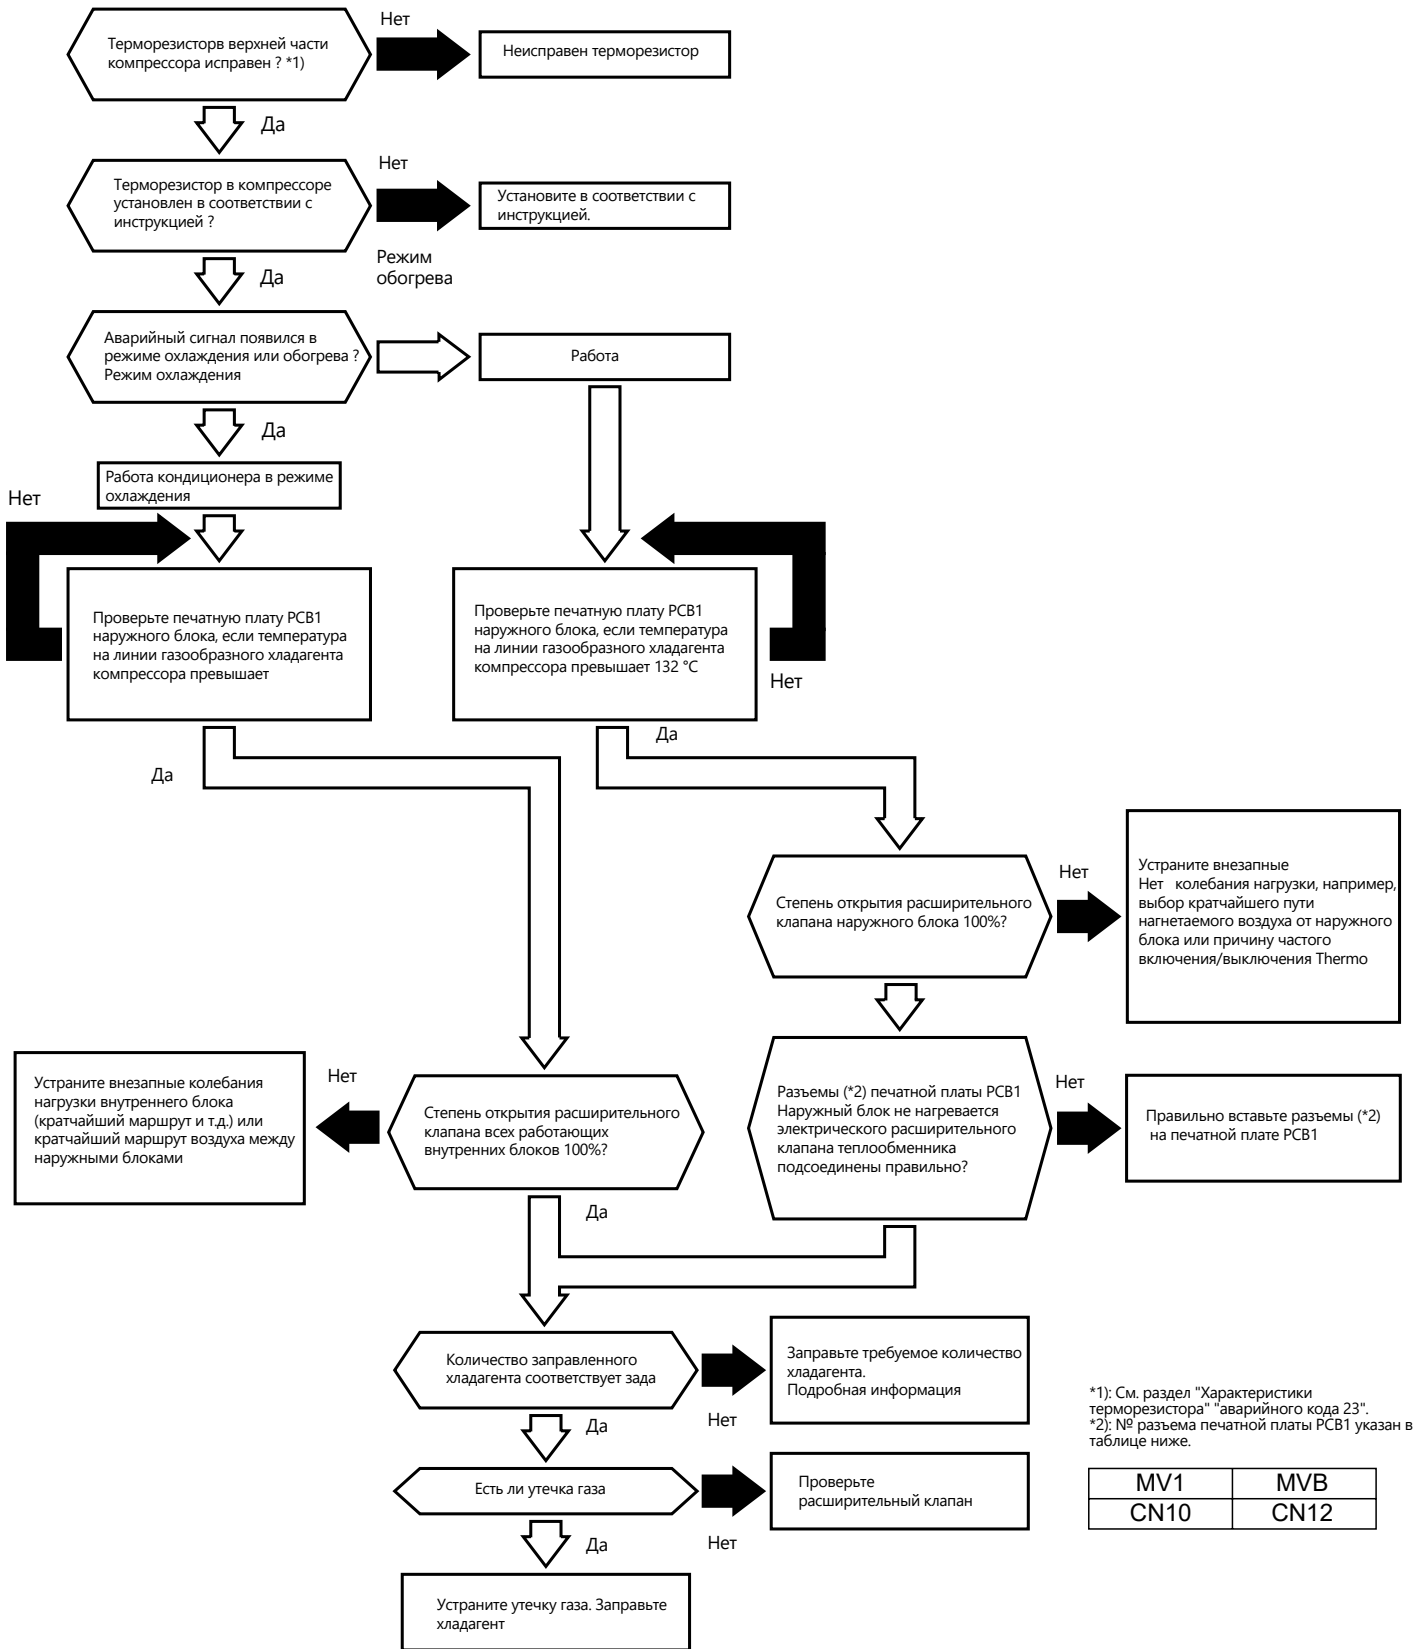 Нет
Терморезисторв верхней части
компрессора исправен ? *1)
Неисправен терморезистор
Да
Нет
Терморезистор в компрессоре
установлен в соответствии с
инструкцией ?
Установите в соответствии с
инструкцией.
Режим
обогрева
Да
Аварийный сигнал появился в
режиме охлаждения или обогрева ?
Режим охлаждения
Работа
Да
Работа кондиционера в режиме
охлаждения
Нет
Проверьте печатную плату PCB1
наружного блока, если температура
на линии газообразного хладагента
компрессора превышает
Проверьте печатную плату PCB1
наружного блока, если температура
на линии газообразного хладагента
компрессора превышает 132 °C
Нет
Да
Да
Степень открытия расширительного
клапана наружного блока 100%?
Нет
Устраните внезапные
Нет колебания нагрузки, например,
выбор кратчайшего пути
нагнетаемого воздуха от наружного
блока или причину частого
включения/выключения Thermo
Устраните внезапные колебания
нагрузки внутреннего блока
(кратчайший маршрут и т.д.) или
кратчайший маршрут воздуха между
наружными блоками
Нет
Степень открытия расширительного
клапана всех работающих
внутренних блоков 100%?
Разъемы (*2) печатной платы PCB1
Наружный блок не нагревается
электрического расширительного
клапана теплообменника
подсоединены правильно?
Нет
Правильно вставьте разъемы (*2)
на печатной плате PCB1
Да
Количество заправленного
хладагента соответствует зада
Заправьте требуемое количество
хладагента.
Подробная информация
Да
Нет
Есть ли утечка газа
Проверьте
расширительный клапан
Да
Нет
Устраните утечку газа. Заправьте
хладагент
*1): См. раздел "Характеристики
терморезистора" "аварийного кода 23".
*2): № разъема печатной платы PCB1 указан в
таблице ниже.
MV1 MVB
CN10 CN12